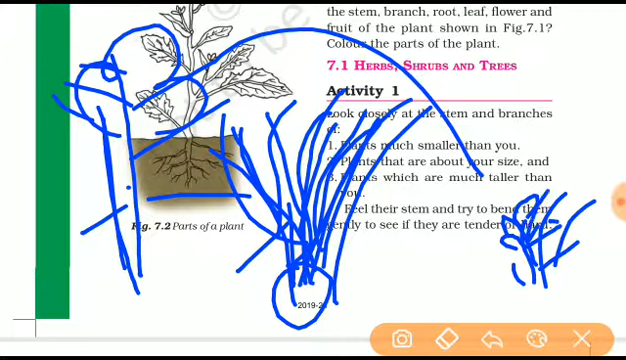 the stem, branch, root, leaf, flower and
fruit of the plant shown in Fig.7.1?
Colour the parts of the plant.
7.1 HERBS, SHRUBS AND TREES
Activity 1
Look closely at the stem and branches
of:
1. Plants much smaller than you.
2. Plants that are about your size, and
3. Plants which are much taller than
you.
Feel their stem and try to bend them
gently to see if they are tender or hard.
Fig. 7.2 Parts of a plant
2019-20